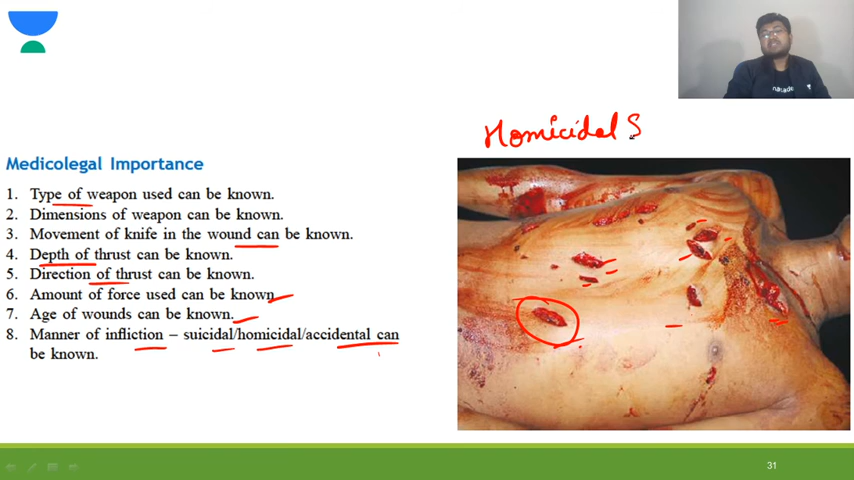 Homicidal S
Medicolegal Importance
1. Type of weapon used can be known.
2. Dimensions of weapon can be known.
3. Movement of knife in the wound can be known.
4. Depth of thrust can be known.
5. Direction of thrust can be known.
6. Amount of force used can be known.
7. Age of wounds can be known.
8. Manner of infliction – suicidal/homicidal/accidental can
be known.
31